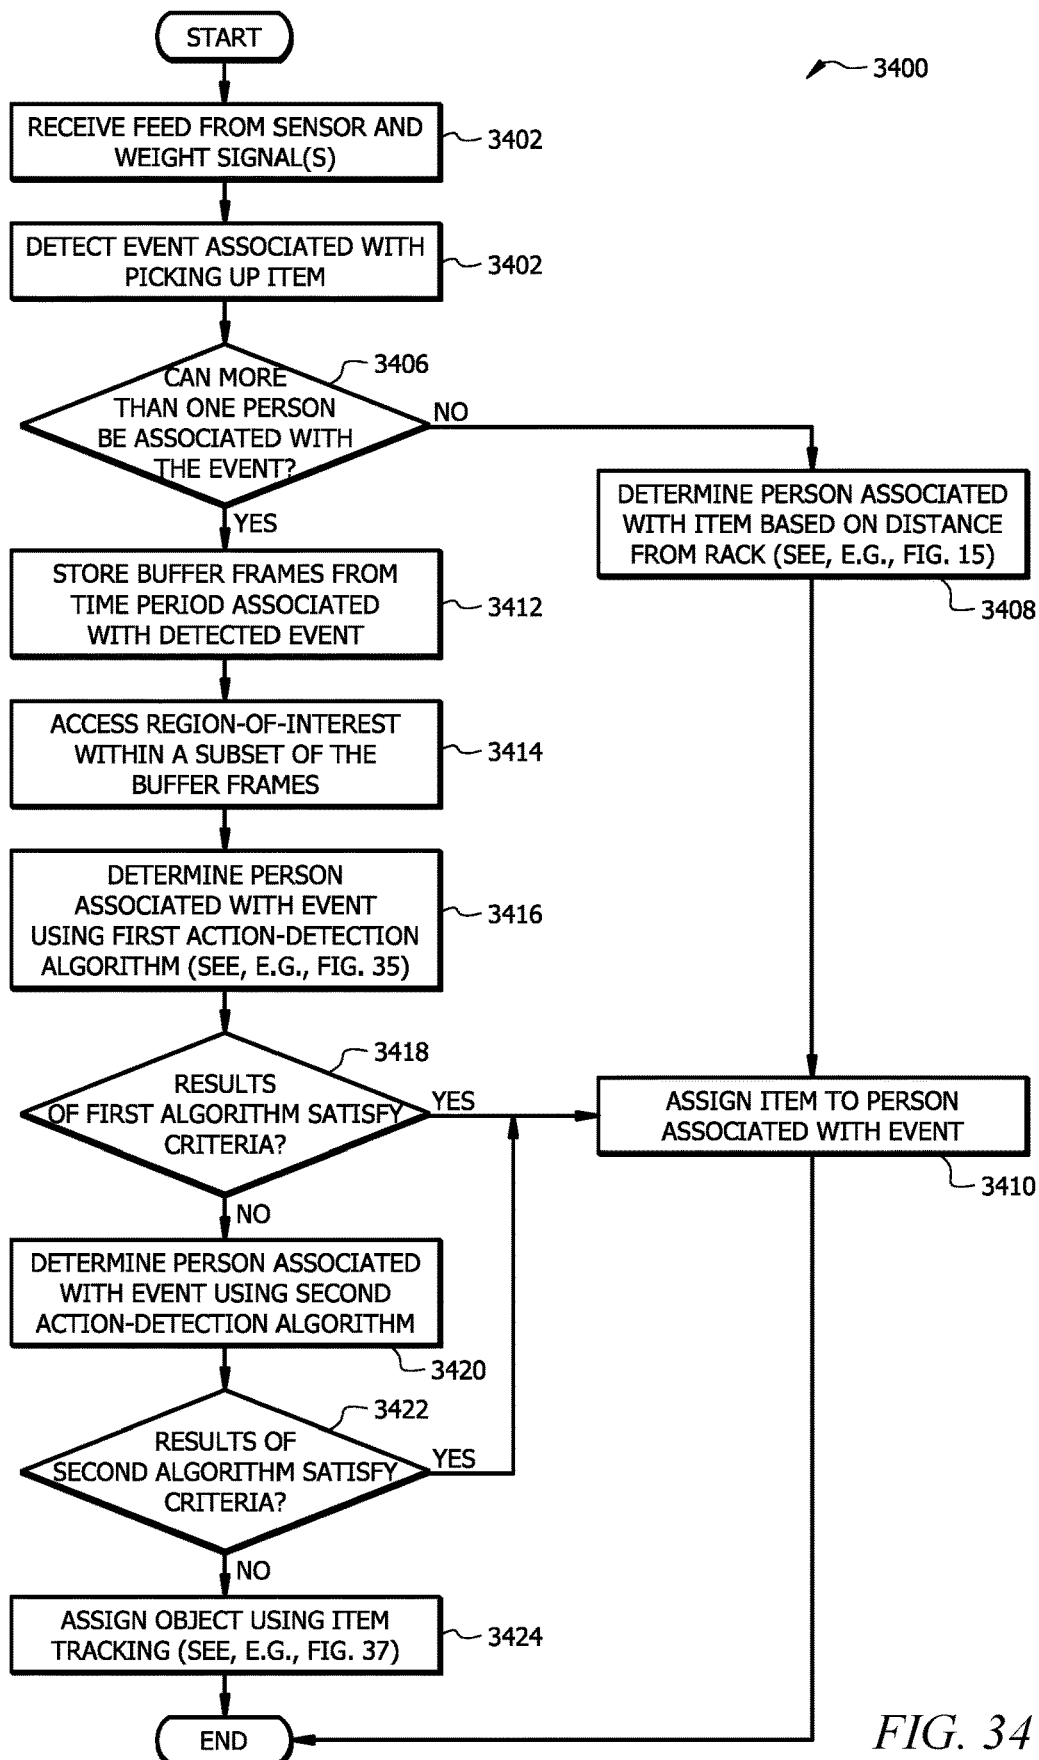 START
3400
RECEIVE FEED FROM SENSOR AND
WEIGHT SIGNAL(S)
3402
DETECT EVENT ASSOCIATED WITH
PICKING UP ITEM
3402
CAN MORE
THAN ONE PERSON
BE ASSOCIATED WITH
THE EVENT?
3406
NO
YES
DETERMINE PERSON ASSOCIATED
WITH ITEM BASED ON DISTANCE
FROM RACK (SEE, E.G., FIG. 15)
3408
STORE BUFFER FRAMES FROM
TIME PERIOD ASSOCIATED
WITH DETECTED EVENT
3412
ACCESS REGION-OF-INTEREST
WITHIN A SUBSET OF THE
BUFFER FRAMES
3414
DETERMINE PERSON
ASSOCIATED WITH EVENT
USING FIRST ACTION-DETECTION
ALGORITHM (SEE, E.G., FIG. 35)
3416
RESULTS
OF FIRST ALGORITHM SATISFY
CRITERIA?
3418
YES
NO
ASSIGN ITEM TO PERSON
ASSOCIATED WITH EVENT
3410
DETERMINE PERSON ASSOCIATED
WITH EVENT USING SECOND
ACTION-DETECTION ALGORITHM
3420
RESULTS OF
SECOND ALGORITHM SATISFY
CRITERIA?
3422
YES
NO
ASSIGN OBJECT USING ITEM
TRACKING (SEE, E.G., FIG. 37)
3424
END
FIG. 34